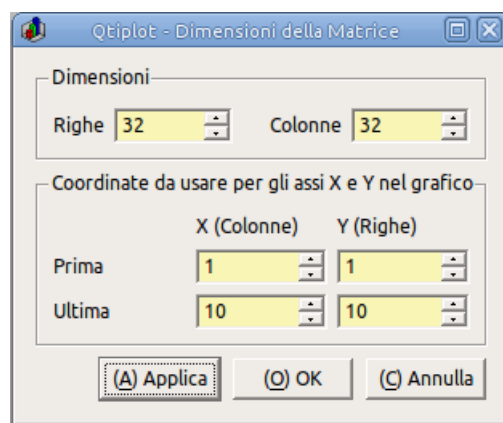 Qtiplot - Dimensioni della Matrice
Dimensioni
Righe 32 Colonne 32
Coordinate da usare per gli assi X e Y nel grafico
X (Colonne) Y (Righe)
Prima 1 1
Ultima 10 10
(A) Applica (O) OK (C) Annulla